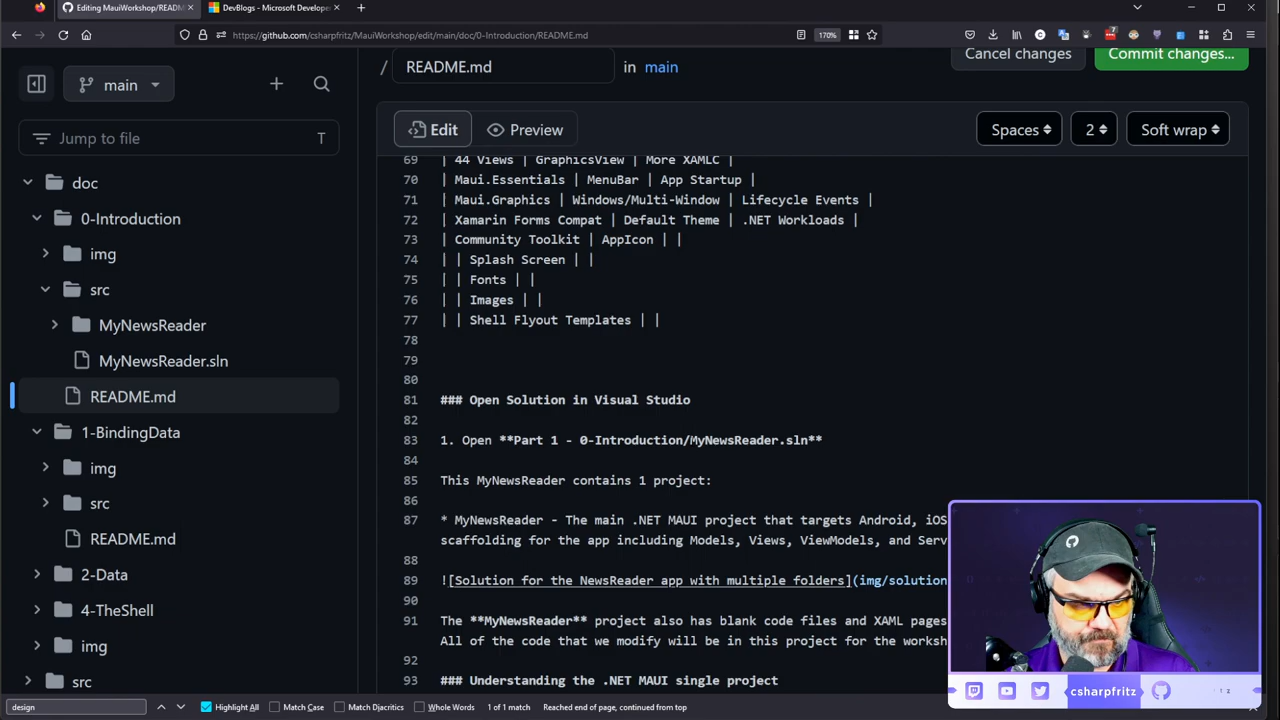 Editing MauiWorkshop/READM
DevBlogs - Microsoft Develope
https://github.com/csharpfritz/MauiWorkshop/edit/main/doc/0-Introduction/README.md
170%
main
Jump to file
T
doc
0-Introduction
img
src
MyNewsReader
MyNewsReader.sln
README.md
1-BindingData
img
src
README.md
2-Data
4-TheShell
img
src
/ README.md in main
Cancel changes
Commit changes...
Edit
Preview
Spaces
2
Soft wrap
69 | 44 Views | GraphicsView | More XAMLC |
70 | Maui.Essentials | MenuBar | App Startup |
71 | Maui.Graphics | Windows/Multi-Window | Lifecycle Events |
72 | Xamarin Forms Compat | Default Theme | .NET Workloads |
73 | Community Toolkit | AppIcon | |
74 | | Splash Screen | |
75 | | Fonts | |
76 | | Images | |
77 | | Shell Flyout Templates | |
78
79
80
81 ### Open Solution in Visual Studio
82
83 1. Open **Part 1 - 0-Introduction/MyNewsReader.sln**
84
85 This MyNewsReader contains 1 project:
86
87 * MyNewsReader - The main .NET MAUI project that targets Android, iOS
scaffolding for the app including Models, Views, ViewModels, and Serv
88
89 ![Solution for the NewsReader app with multiple folders](img/solution
90
91 The **MyNewsReader** project also has blank code files and XAML pages
All of the code that we modify will be in this project for the worksh
92
93 ### Understanding the .NET MAUI single project
csharpfritz
design
Highlight All
Match Case
Match Diacritics
Whole Words
1 of 1 match
Reached end of page, continued from top